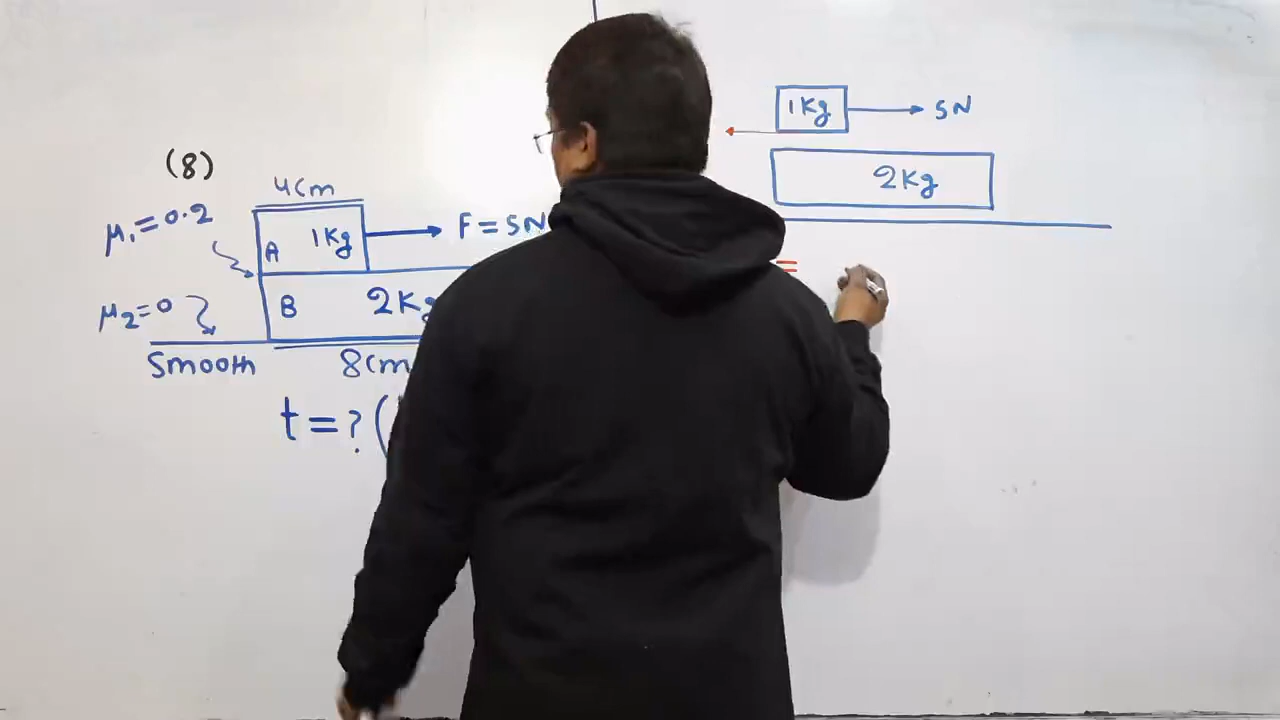 (8)
4cm
μ₁=0.2
A 1Kg
F=5N
μ₂=0
B 2Kg
Smooth 8cm
t=? (
1Kg 5N
2Kg
=